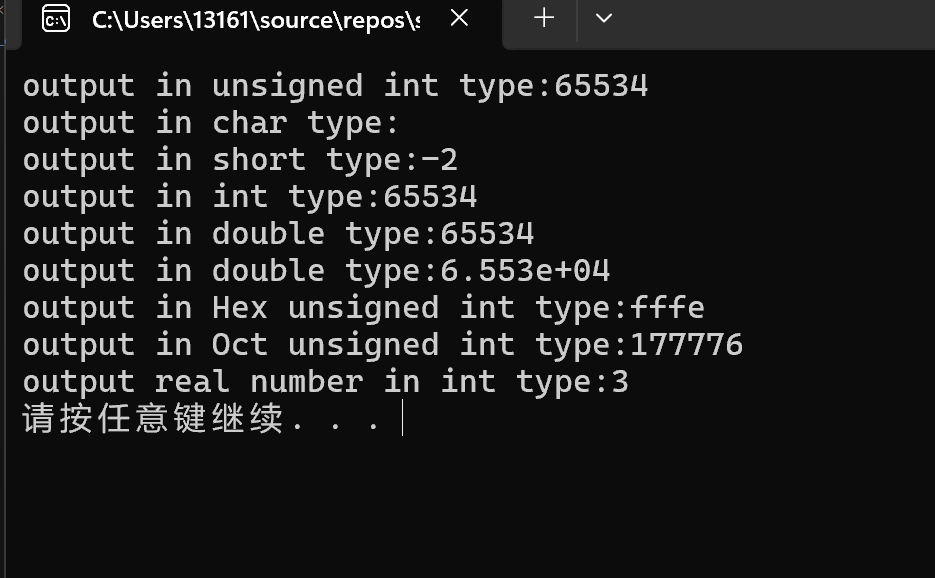 C:\Users\13161\source\repos\s
output in unsigned int type:65534
output in char type:
output in short type:-2
output in int type:65534
output in double type:65534
output in double type:6.553e+04
output in Hex unsigned int type:fffe
output in Oct unsigned int type:177776
output real number in int type:3
请按任意键继续. . .